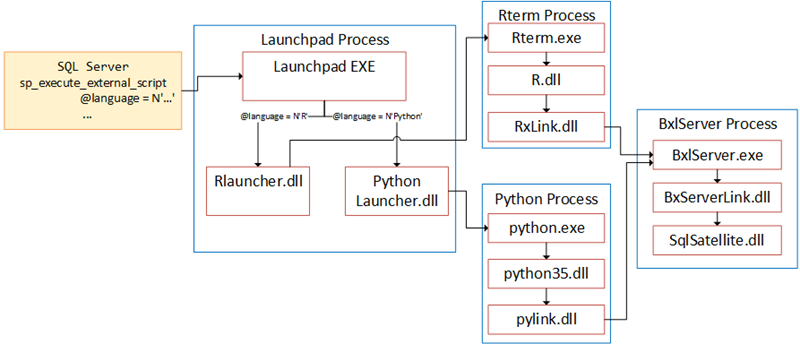 SQL Server
sp_execute_external_script
@language = N'...'
...
Launchpad Process
Launchpad EXE
@language = N'R'
@language = N'Python'
Rlauncher.dll
Python
Launcher.dll
Rterm Process
Rterm.exe
R.dll
RxLink.dll
Python Process
python.exe
python35.dll
pylink.dll
BxlServer Process
BxlServer.exe
BxServerLink.dll
SqlSatellite.dll